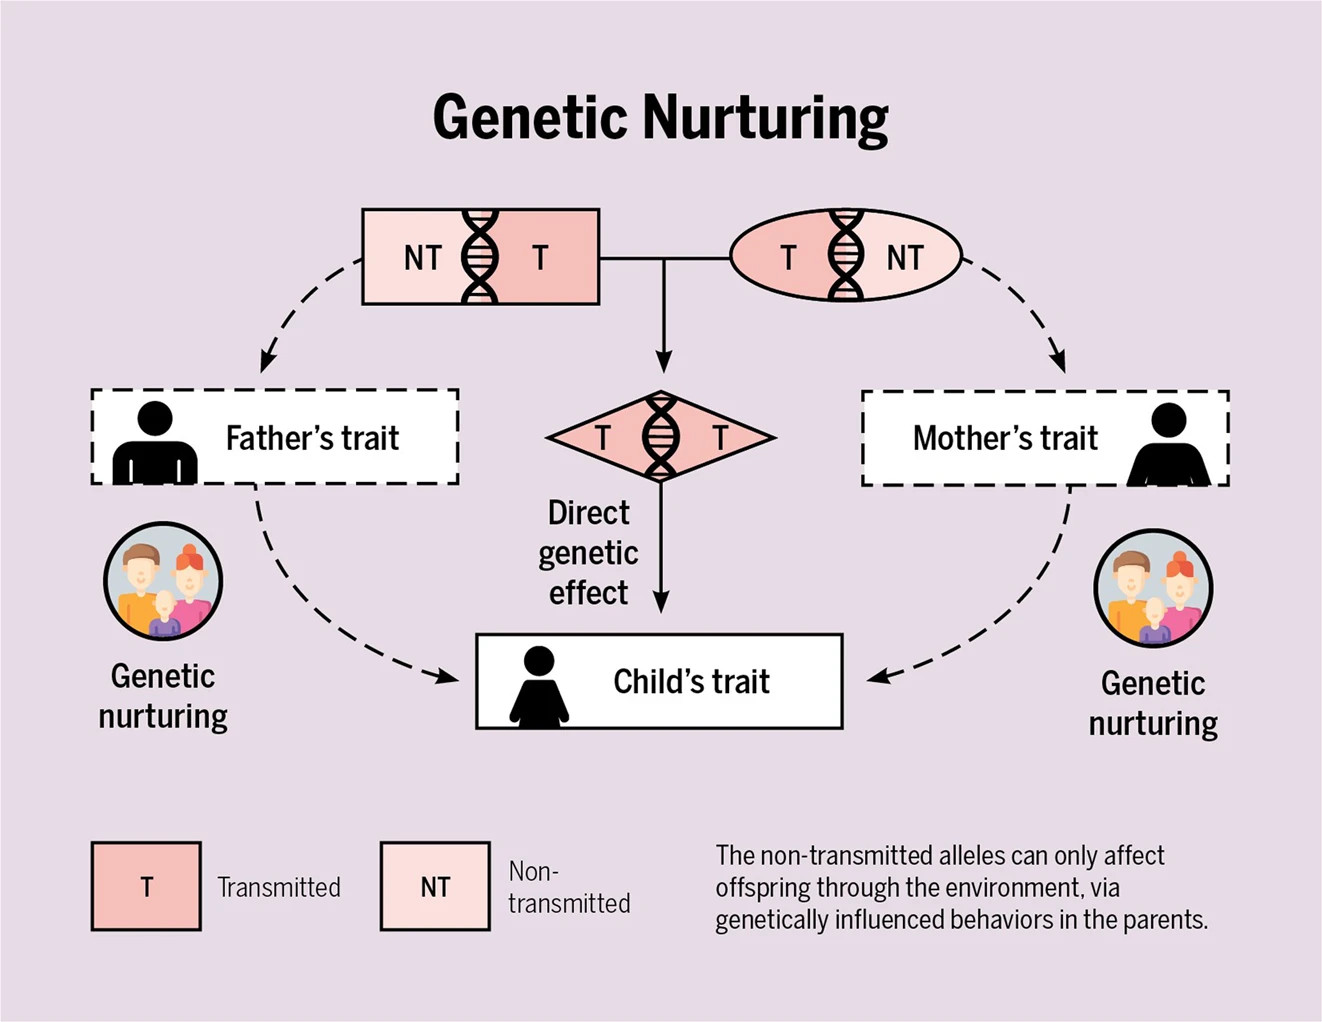 Genetic Nurturing
NT T
T NT
Father's trait
T T
Mother's trait
Direct
genetic
effect
Genetic
nurturing
Child's trait
Genetic
nurturing
T
Transmitted
NT
Non-
transmitted
The non-transmitted alleles can only affect
offspring through the environment, via
genetically influenced behaviors in the parents.